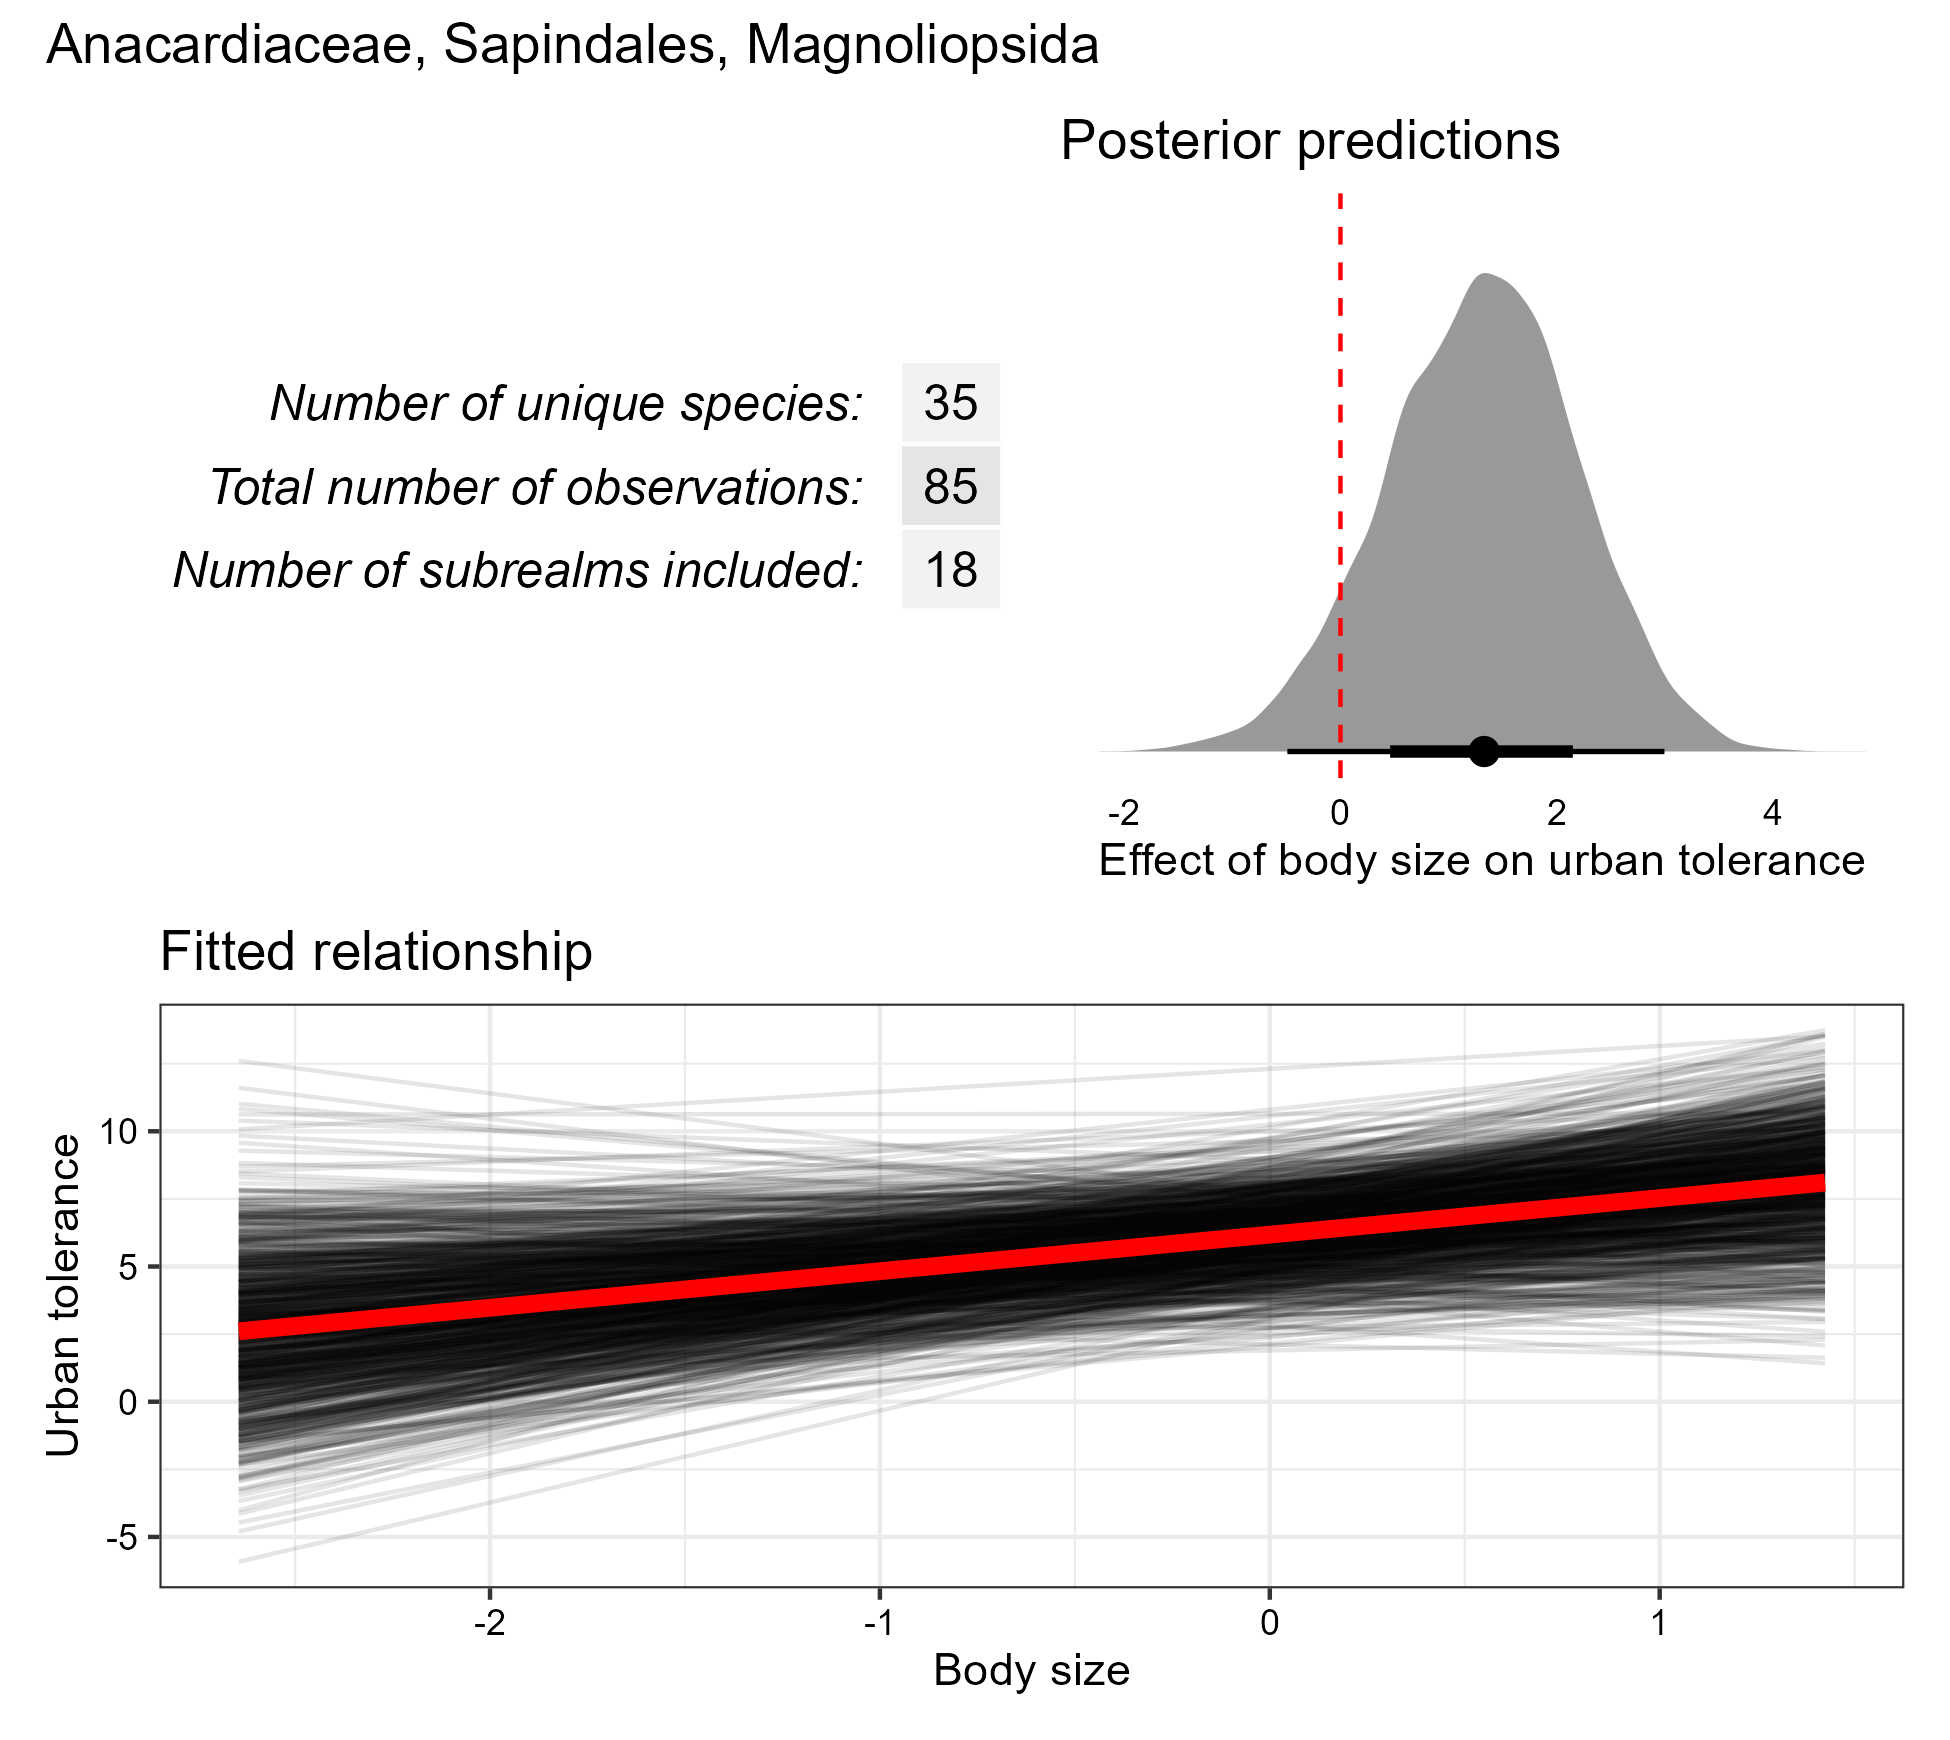 Anacardiaceae, Sapindales, Magnoliopsida
Posterior predictions
Number of unique species: 35
Total number of observations: 85
Number of subrealms included: 18
-2 0 2 4
Effect of body size on urban tolerance
Fitted relationship
Urban tolerance
10
5
0
-5
-2 -1 0 1
Body size